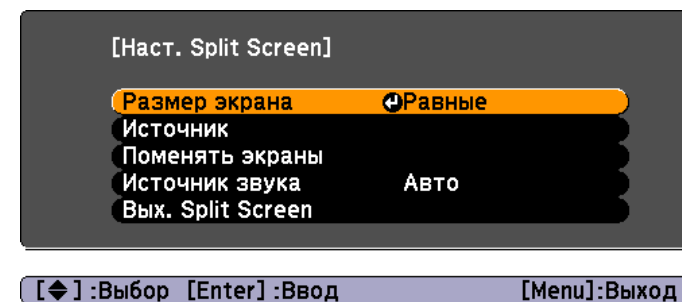 [Наст. Split Screen]
Размер экрана Равные
Источник
Поменять экраны
Источник звука Авто
Вых. Split Screen
[◆]:Выбор [Enter]:Ввод [Menu]:Выход